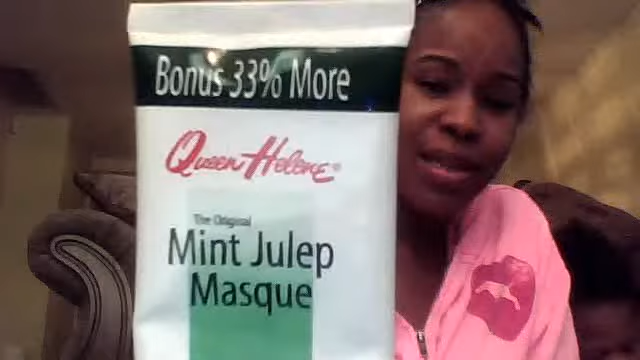 Bonus 33% More
Queen Helene®
The Original
Mint Julep
Masque